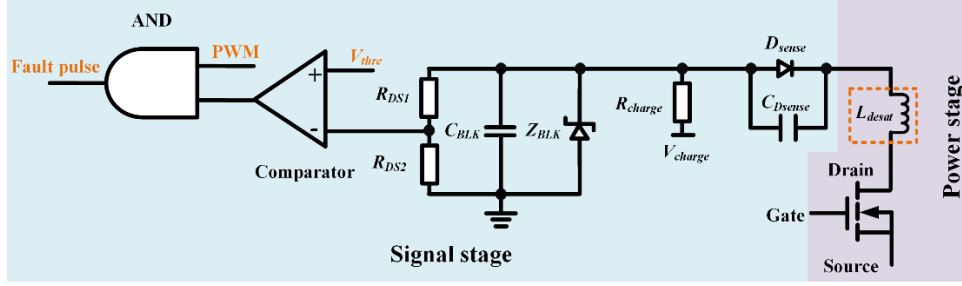 AND
Fault pulse
PWM
V_thre
+
-
Comparator
R_DS1
R_DS2
C_BLK
Z_BLK
R_charge
V_charge
D_sense
C_Dsense
L_desat
Drain
Gate
Source
Signal stage
Power stage